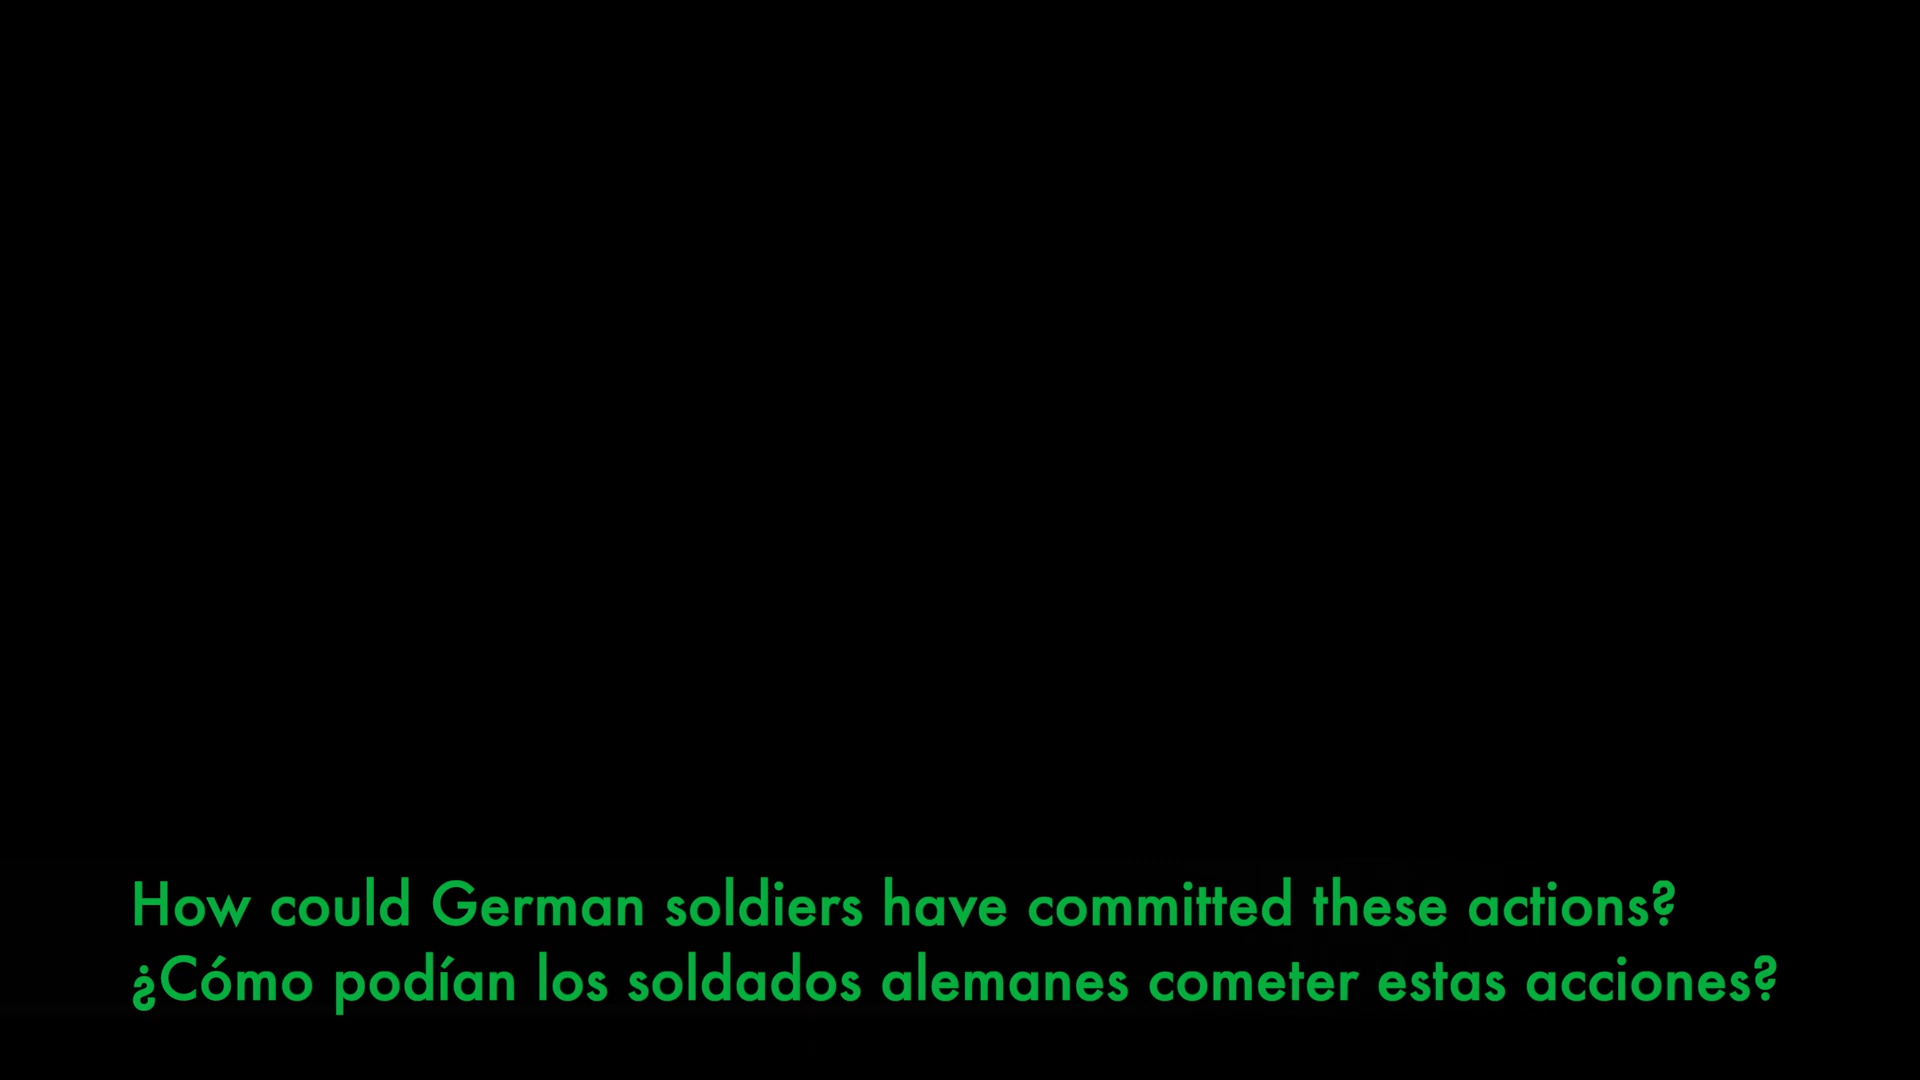 How could German soldiers have committed these actions?
¿Cómo podían los soldados alemanes cometer estas acciones?